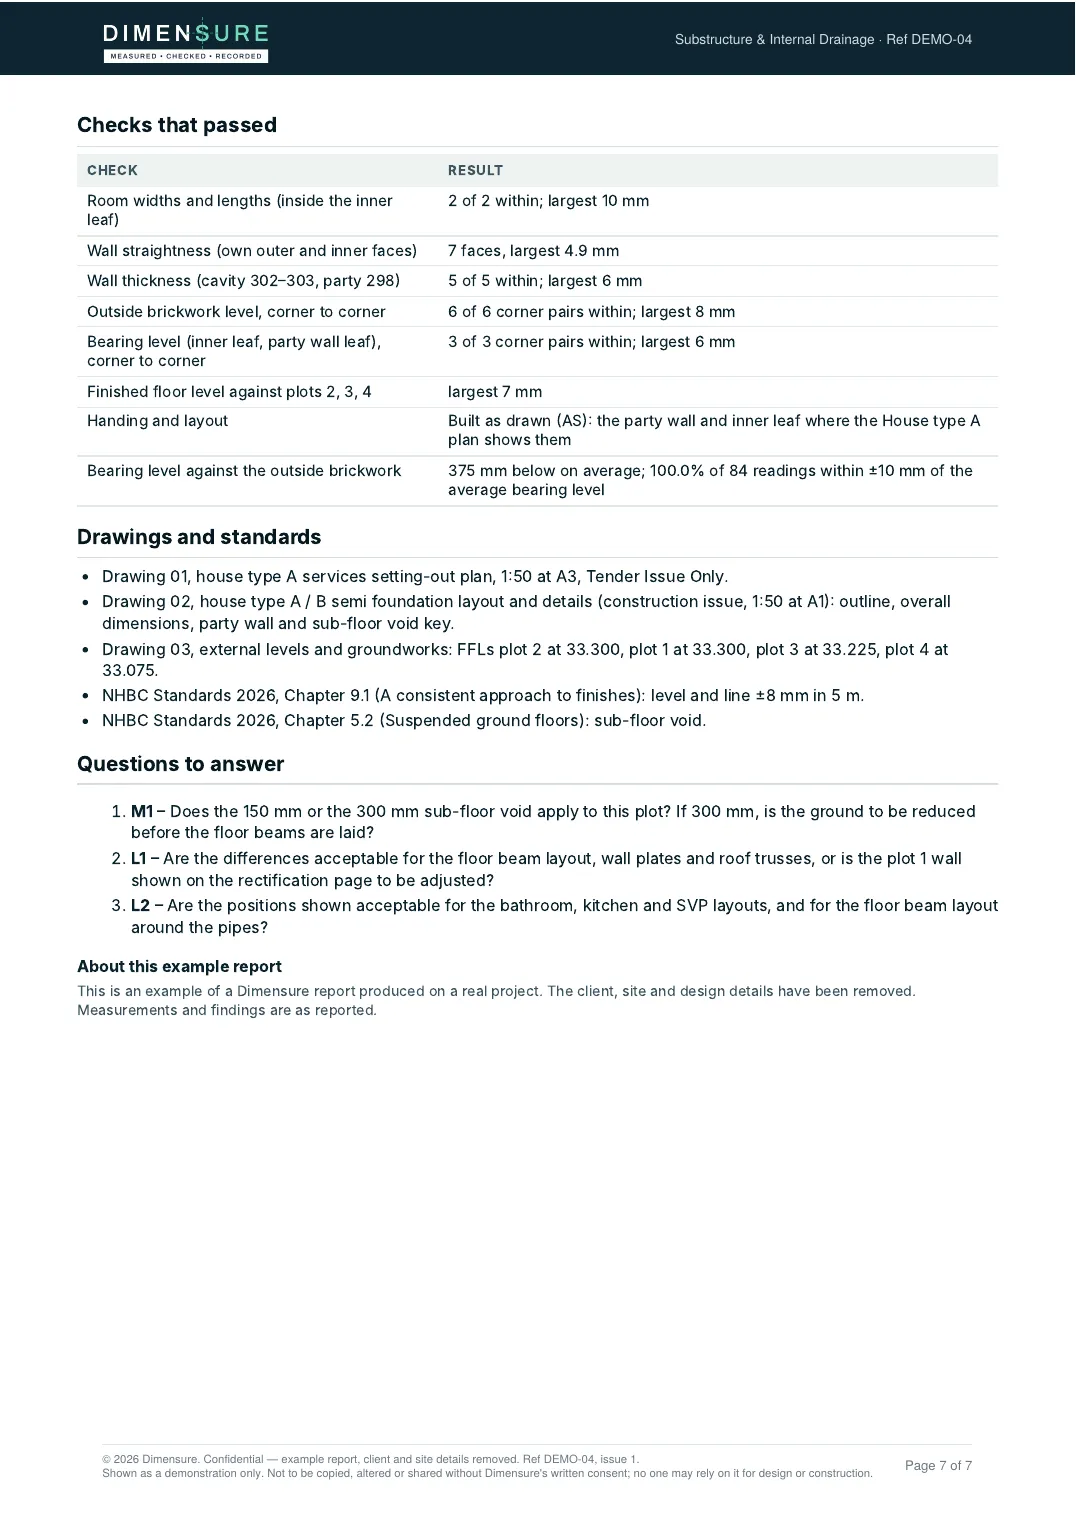 DIMENSURE
MEASURED • CHECKED • RECORDED
Substructure & Internal Drainage · Ref DEMO-04
Checks that passed
CHECK RESULT
Room widths and lengths (inside the inner
leaf)
2 of 2 within; largest 10 mm
Wall straightness (own outer and inner faces) 7 faces, largest 4.9 mm
Wall thickness (cavity 302–303, party 298) 5 of 5 within; largest 6 mm
Outside brickwork level, corner to corner 6 of 6 corner pairs within; largest 8 mm
Bearing level (inner leaf, party wall leaf),
corner to corner
3 of 3 corner pairs within; largest 6 mm
Finished floor level against plots 2, 3, 4 largest 7 mm
Handing and layout
Built as drawn (AS): the party wall and inner leaf where the House type A
plan shows them
Bearing level against the outside brickwork
375 mm below on average; 100.0% of 84 readings within ±10 mm of the
average bearing level
Drawings and standards
• Drawing 01, house type A services setting-out plan, 1:50 at A3, Tender Issue Only.
• Drawing 02, house type A / B semi foundation layout and details (construction issue, 1:50 at A1): outline, overall
dimensions, party wall and sub-floor void key.
• Drawing 03, external levels and groundworks: FFLs plot 2 at 33.300, plot 1 at 33.300, plot 3 at 33.225, plot 4 at
33.075.
• NHBC Standards 2026, Chapter 9.1 (A consistent approach to finishes): level and line ±8 mm in 5 m.
• NHBC Standards 2026, Chapter 5.2 (Suspended ground floors): sub-floor void.
Questions to answer
1. M1 – Does the 150 mm or the 300 mm sub-floor void apply to this plot? If 300 mm, is the ground to be reduced
before the floor beams are laid?
2. L1 – Are the differences acceptable for the floor beam layout, wall plates and roof trusses, or is the plot 1 wall
shown on the rectification page to be adjusted?
3. L2 – Are the positions shown acceptable for the bathroom, kitchen and SVP layouts, and for the floor beam layout
around the pipes?
About this example report
This is an example of a Dimensure report produced on a real project. The client, site and design details have been removed.
Measurements and findings are as reported.
© 2026 Dimensure. Confidential — example report, client and site details removed. Ref DEMO-04, issue 1.
Shown as a demonstration only. Not to be copied, altered or shared without Dimensure's written consent; no one may rely on it for design or construction.
Page 7 of 7